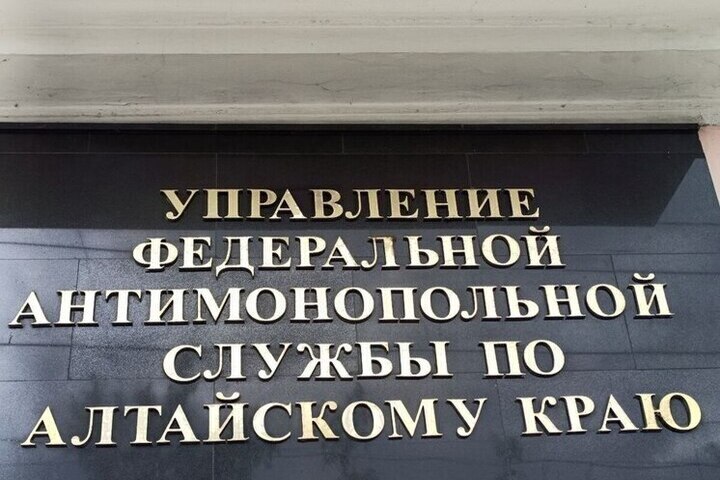 УПРАВЛЕНИЕ
ФЕДЕРАЛЬНОЙ
АНТИМОНОПОЛЬНОЙ
СЛУЖБЫ ПО
АЛТАЙСКОМУ КРАЮ